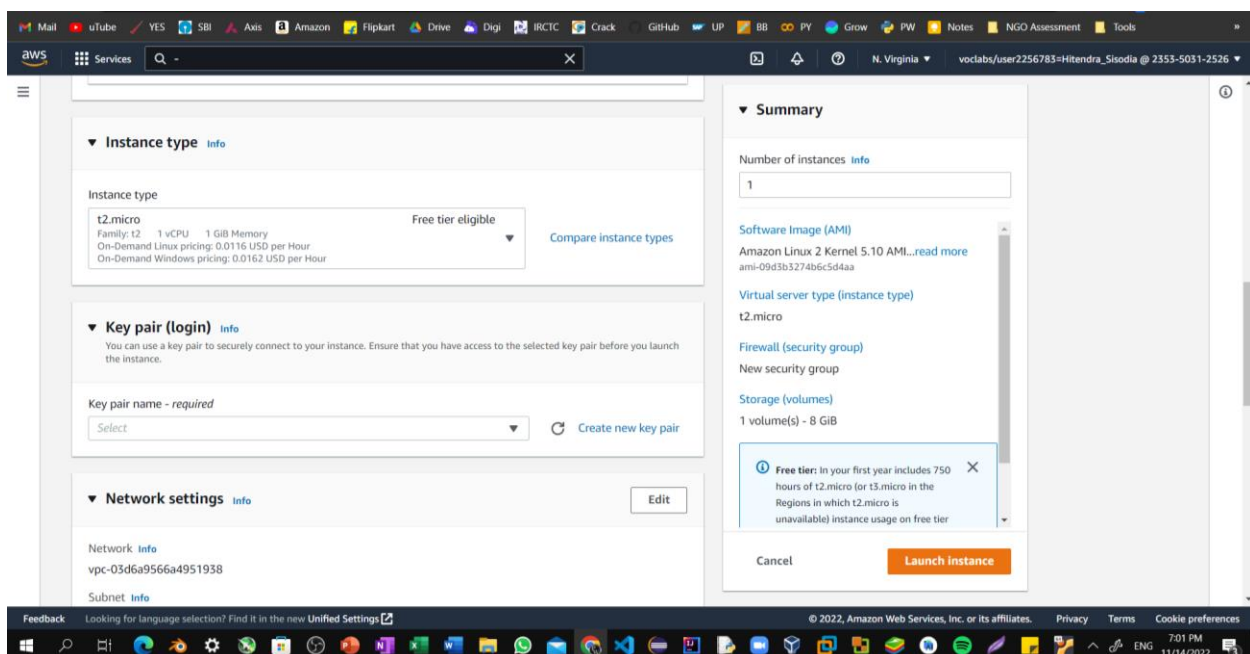 Mail uTube YES SBI Axis Amazon Flipkart Drive Digi IRCTC Crack GitHub UP BB PY Grow PW Notes NGO Assessment Tools »
aws Services - N. Virginia ▼ voclabs/user2256783=Hitendra_Sisodia @ 2353-5031-2526 ▼
Instance type Info
Instance type
t2.micro Free tier eligible
Family: t2 1 vCPU 1 GiB Memory
On-Demand Linux pricing: 0.0116 USD per Hour
On-Demand Windows pricing: 0.0162 USD per Hour
Compare instance types
Key pair (login) Info
You can use a key pair to securely connect to your instance. Ensure that you have access to the selected key pair before you launch
the instance.
Key pair name - required
Select
Create new key pair
Network settings Info
Edit
Network Info
vpc-03d6a9566a4951938
Subnet Info
Summary
Number of instances Info
1
Software Image (AMI)
Amazon Linux 2 Kernel 5.10 AMI...read more
ami-09d3b3274b6c5d4aa
Virtual server type (instance type)
t2.micro
Firewall (security group)
New security group
Storage (volumes)
1 volume(s) - 8 GiB
Free tier: In your first year includes 750
hours of t2.micro (or t3.micro in the
Regions in which t2.micro is
unavailable) instance usage on free tier
Cancel Launch instance
Feedback Looking for language selection? Find it in the new Unified Settings © 2022, Amazon Web Services, Inc. or its affiliates. Privacy Terms Cookie preferences
ENG 7:01 PM
11/14/2022